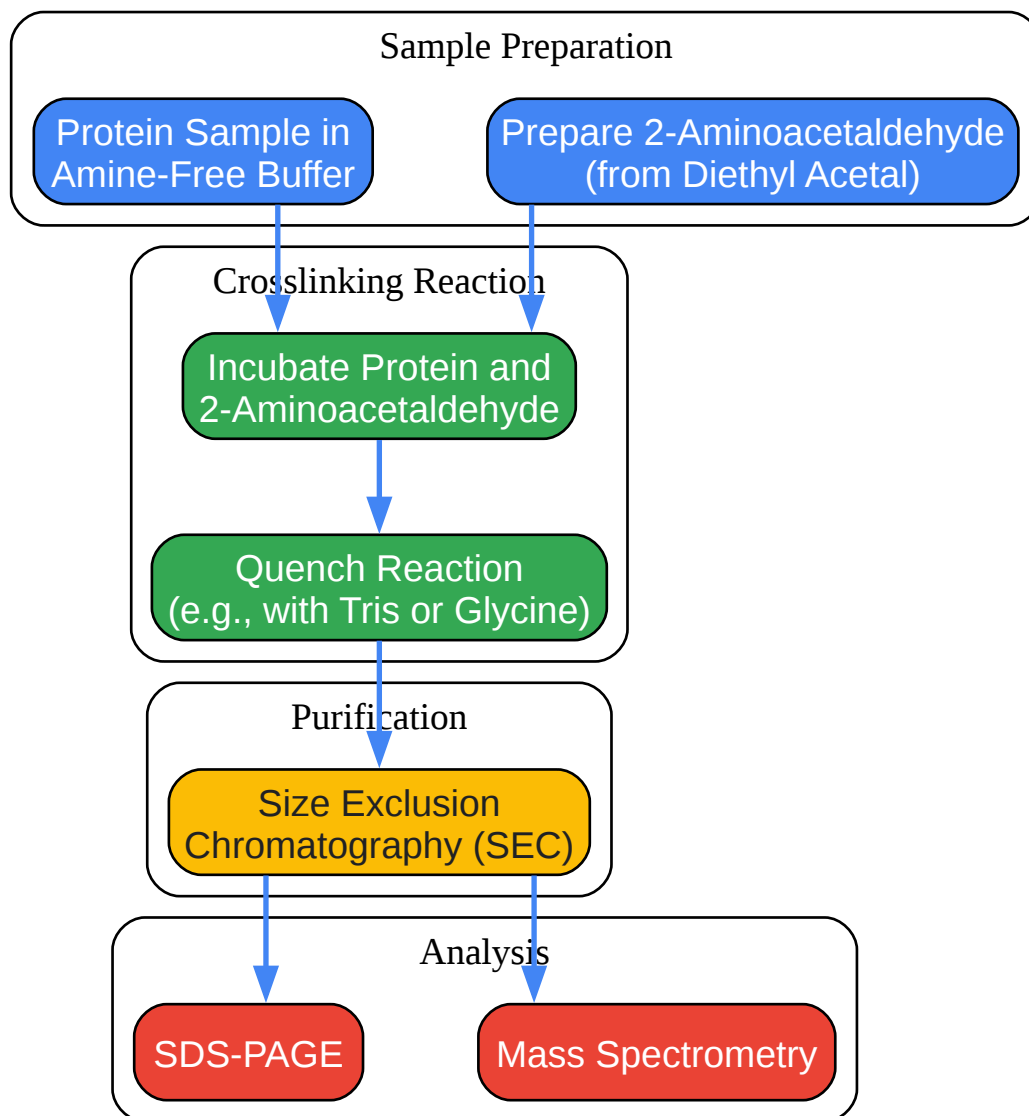 Sample Preparation
Protein Sample in
Amine-Free Buffer
Prepare 2-Aminoacetaldehyde
(from Diethyl Acetal)
Crosslinking Reaction
Incubate Protein and
2-Aminoacetaldehyde
Quench Reaction
(e.g., with Tris or Glycine)
Purification
Size Exclusion
Chromatography (SEC)
Analysis
SDS-PAGE
Mass Spectrometry